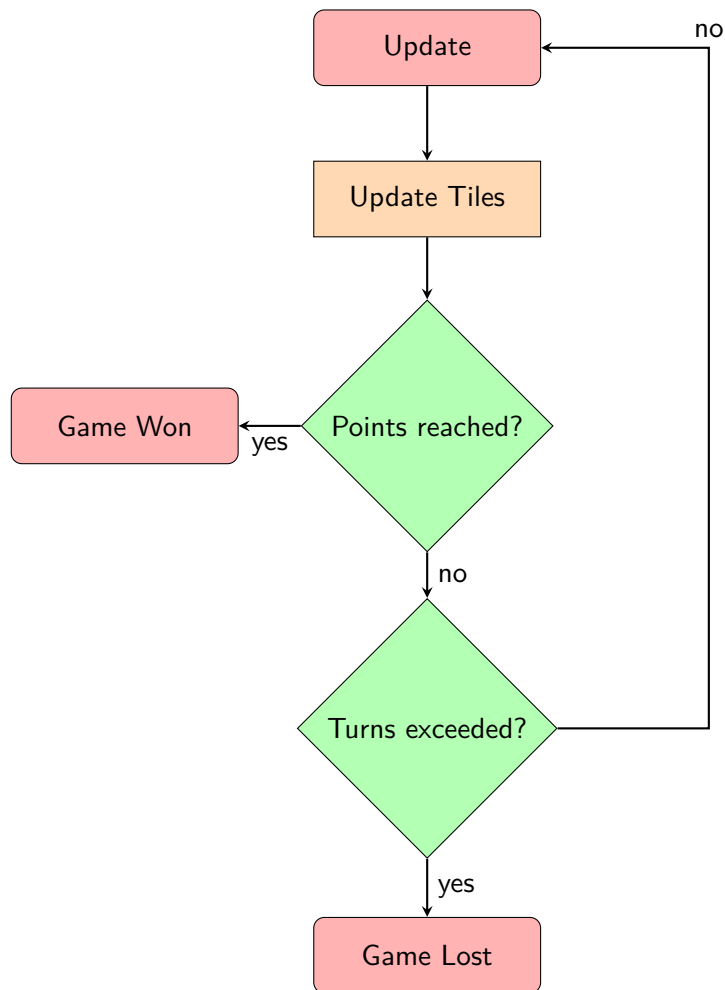 no
Update
Update Tiles
Points reached?
Game Won
yes
no
Turns exceeded?
yes
Game Lost